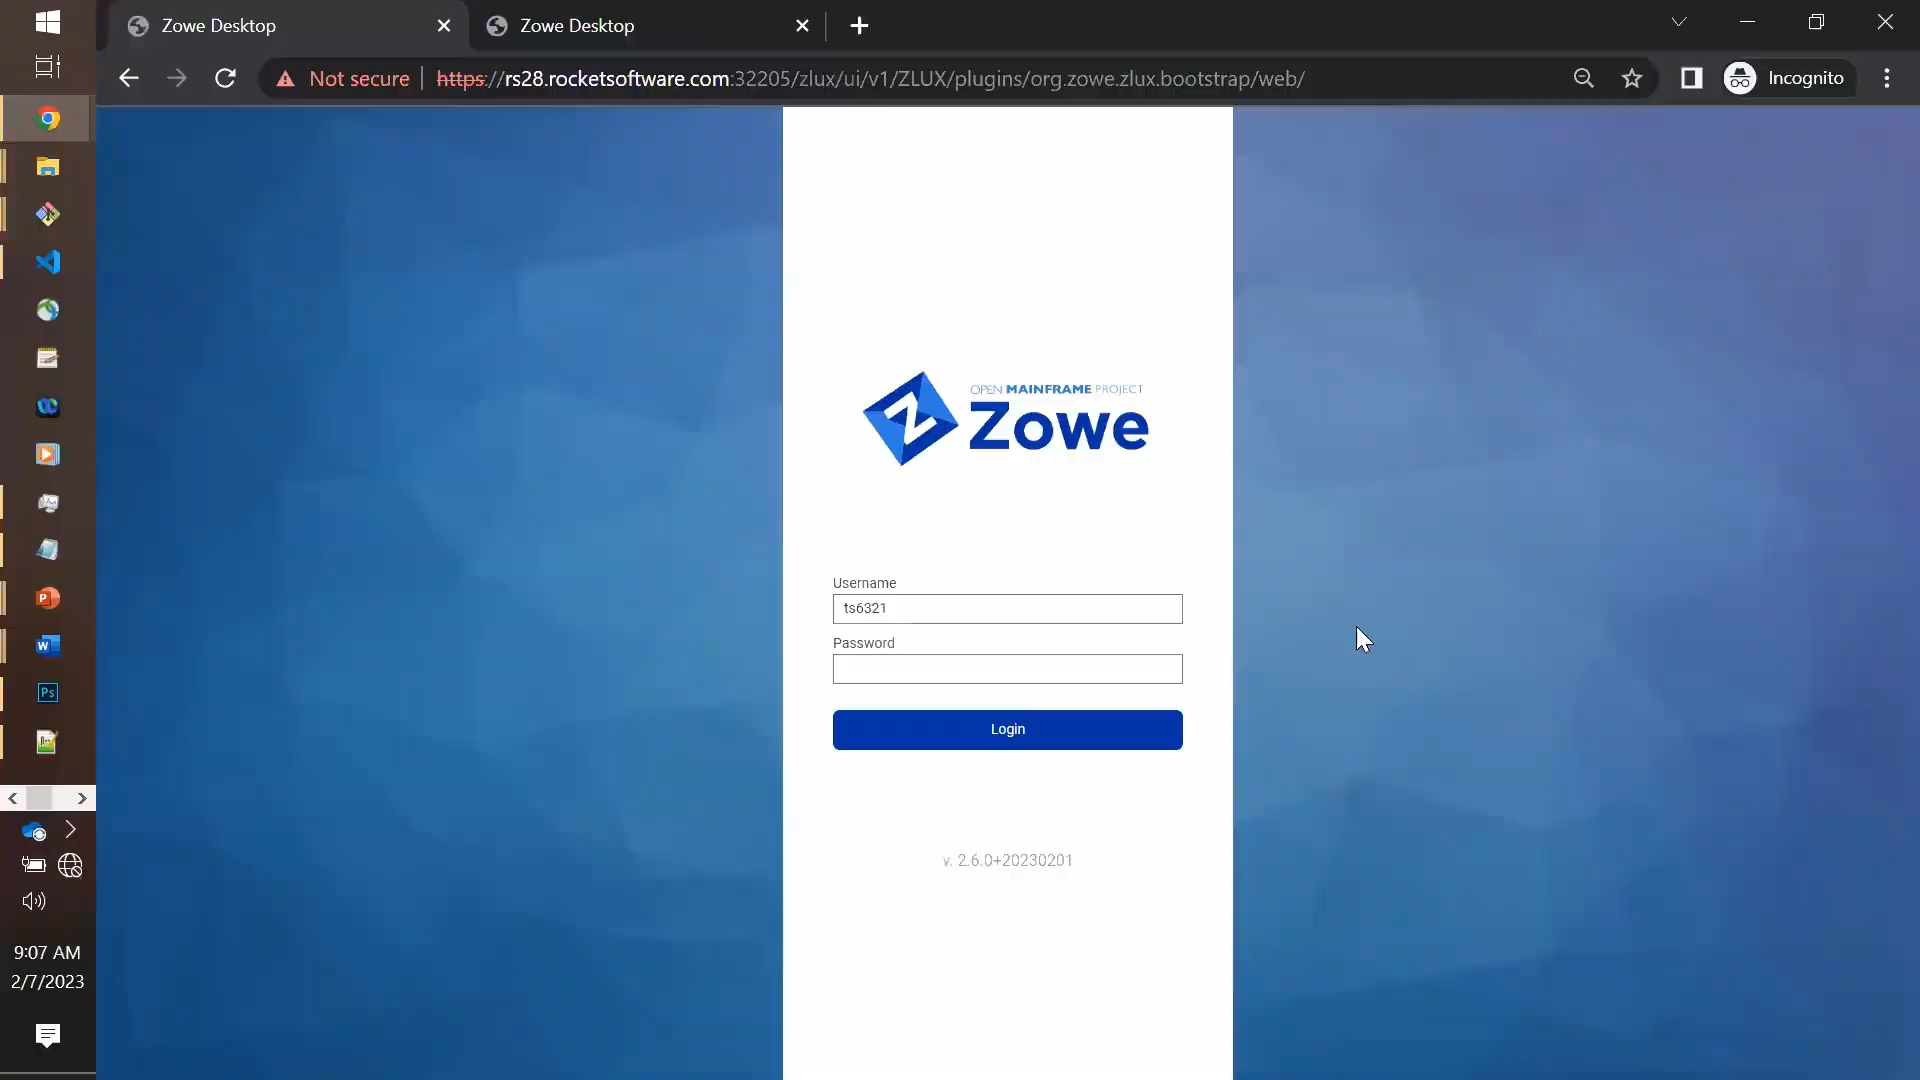 Zowe Desktop
Zowe Desktop
Not secure
https://rs28.rocketsoftware.com:32205/zlux/ui/v1/ZLUX/plugins/org.zowe.zlux.bootstrap/web/
Incognito
OPEN MAINFRAME PROJECT
Zowe
Username
ts6321
Password
Login
v. 2.6.0+20230201
9:07 AM
2/7/2023